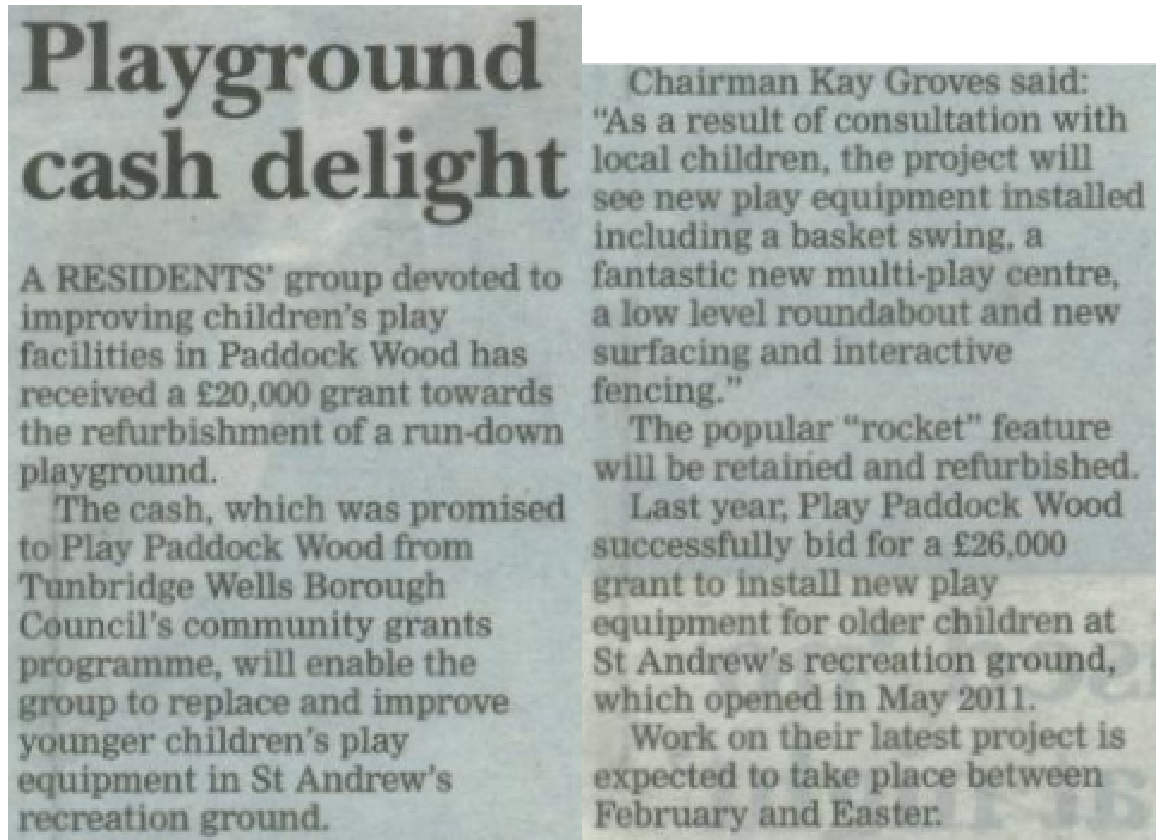 Playground
cash delight
A RESIDENTS' group devoted to
improving children's play
facilities in Paddock Wood has
received a £20,000 grant towards
the refurbishment of a run-down
playground.
The cash, which was promised
to Play Paddock Wood from
Tunbridge Wells Borough
Council's community grants
programme, will enable the
group to replace and improve
younger children's play
equipment in St Andrew's
recreation ground.
Chairman Kay Groves said:
"As a result of consultation with
local children, the project will
see new play equipment installed
including a basket swing, a
fantastic new multi-play centre,
a low level roundabout and new
surfacing and interactive
fencing."
The popular "rocket" feature
will be retained and refurbished.
Last year, Play Paddock Wood
successfully bid for a £26,000
grant to install new play
equipment for older children at
St Andrew's recreation ground,
which opened in May 2011.
Work on their latest project is
expected to take place between
February and Easter.